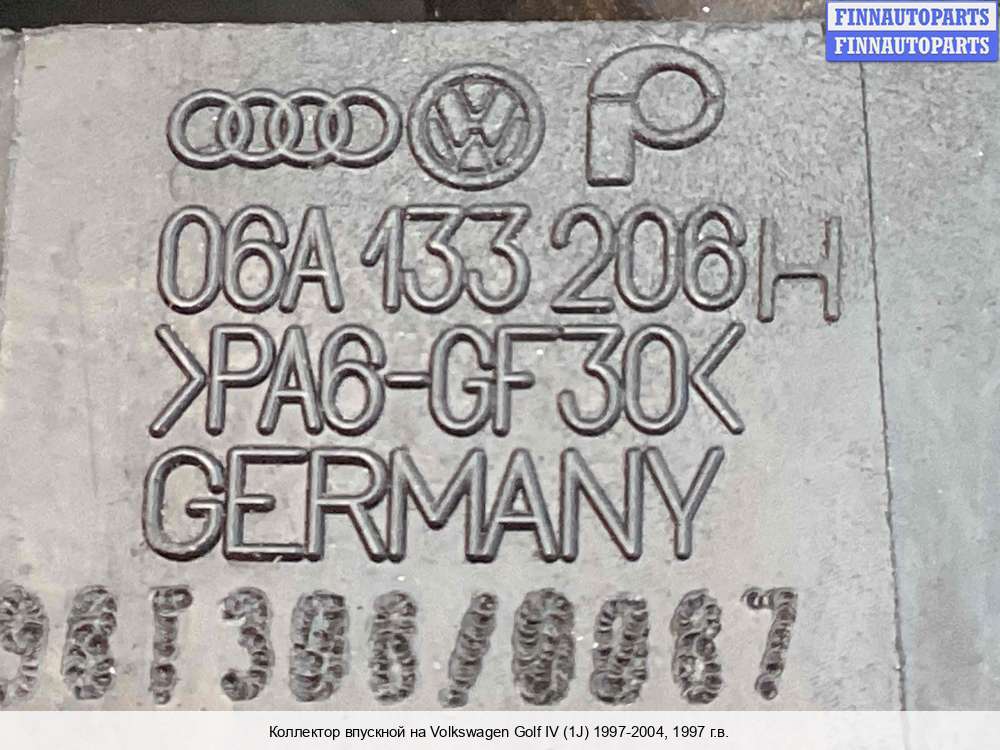 FINNAUTOPARTS
FINNAUTOPARTS
06A 133 206 H
>PA6-GF30<
GERMANY
Коллектор впускной на Volkswagen Golf IV (1J) 1997-2004, 1997 г.в.